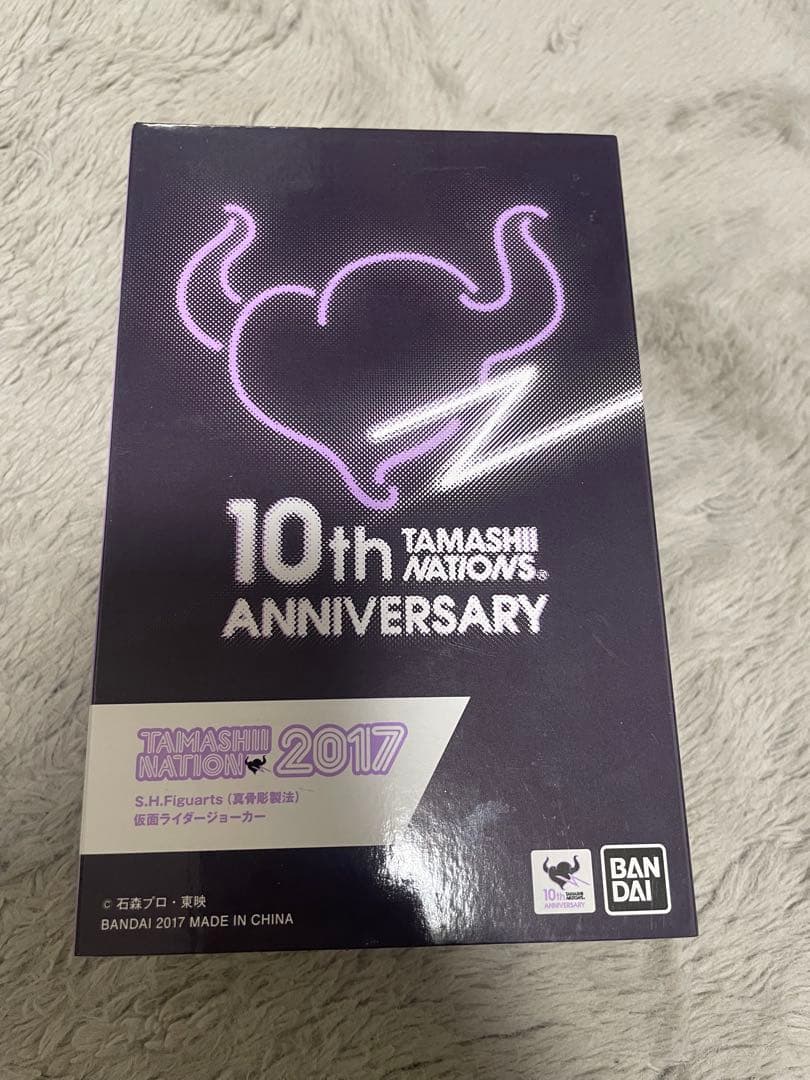 10th TAMASHII NATIONS®
ANNIVERSARY
TAMASHII NATION 2017
S.H.Figuarts（真骨彫製法）
仮面ライダージョーカー
© 石森プロ・東映
BANDAI 2017 MADE IN CHINA
10th TAMASHII NATIONS
ANNIVERSARY
BAN
DAI